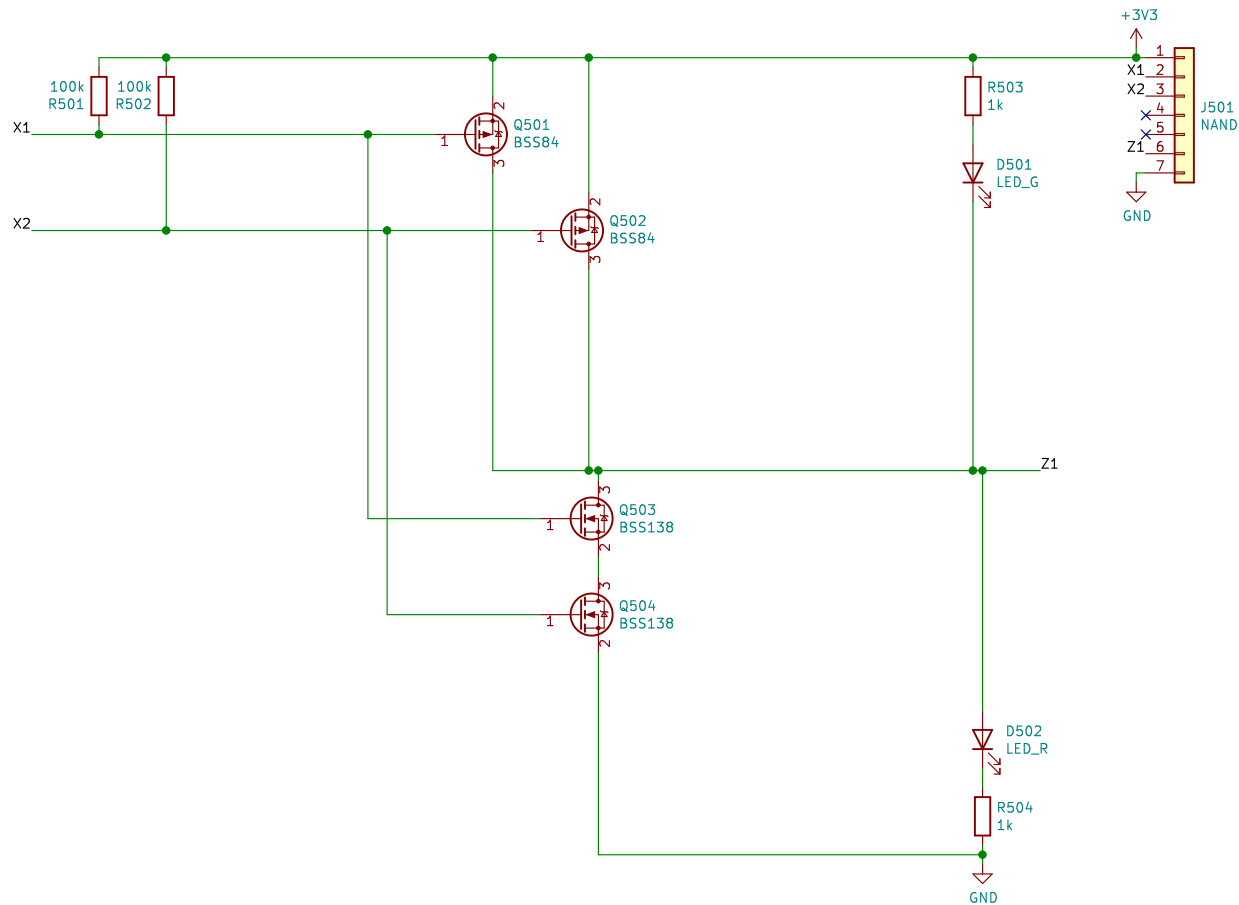 +3V3
1
X1 2
X2 3
4
5
Z1 6
7
J501
NAND
GND
100k
R501
100k
R502
R503
1k
X1
1
2
3
Q501
BSS84
D501
LED_G
X2
1
2
3
Q502
BSS84
Z1
3
1
2
Q503
BSS138
3
1
2
Q504
BSS138
D502
LED_R
R504
1k
GND